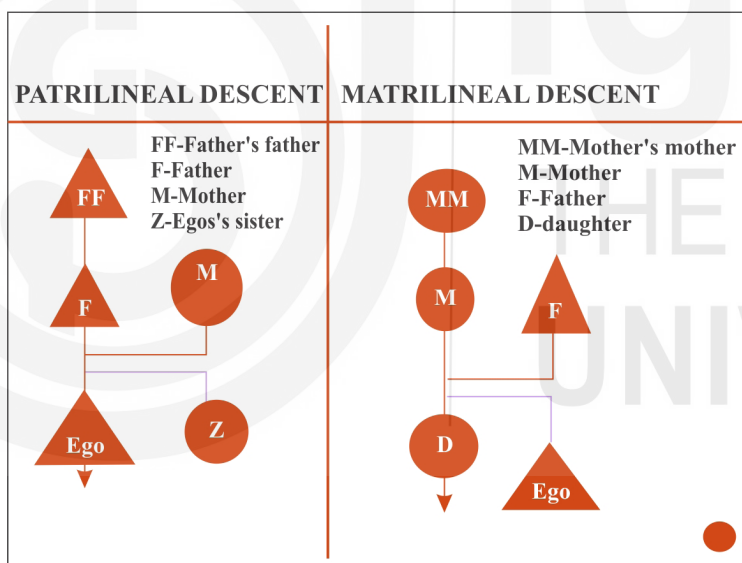 PATRILINEAL DESCENT
FF-Father's father
F-Father
M-Mother
Z-Egos's sister
FF
M
F
Ego
Z
MATRILINEAL DESCENT
MM-Mother's mother
M-Mother
F-Father
D-daughter
MM
M
F
D
Ego
THE